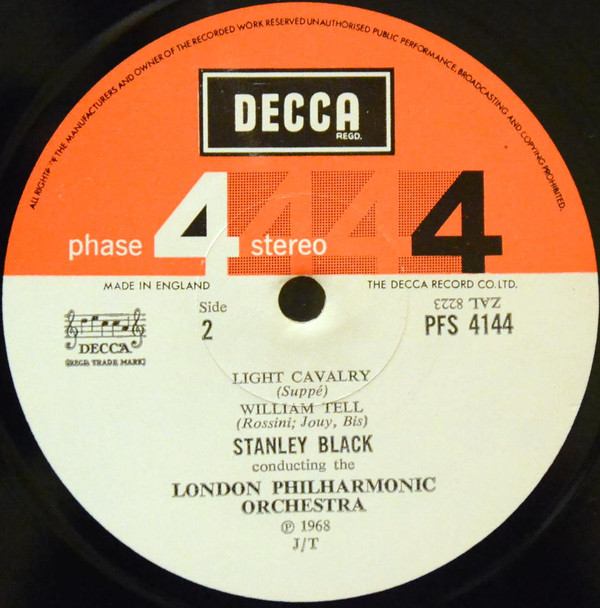 ALL RIGHTS OF THE MANUFACTURERS AND OWNER OF THE RECORDED WORK RESERVED UNAUTHORISED PUBLIC PERFORMANCE, BROADCASTING AND COPYING PROHIBITED.
DECCA
REGD.
phase 4 stereo 4 4 4
MADE IN ENGLAND
THE DECCA RECORD CO. LTD.
Side
2
ZAL 8223
PFS 4144
DECCA
(REGD. TRADE MARK)
LIGHT CAVALRY
(Suppé)
WILLIAM TELL
(Rossini; Jouy, Bis)
STANLEY BLACK
conducting the
LONDON PHILHARMONIC
ORCHESTRA
℗ 1968
J/T